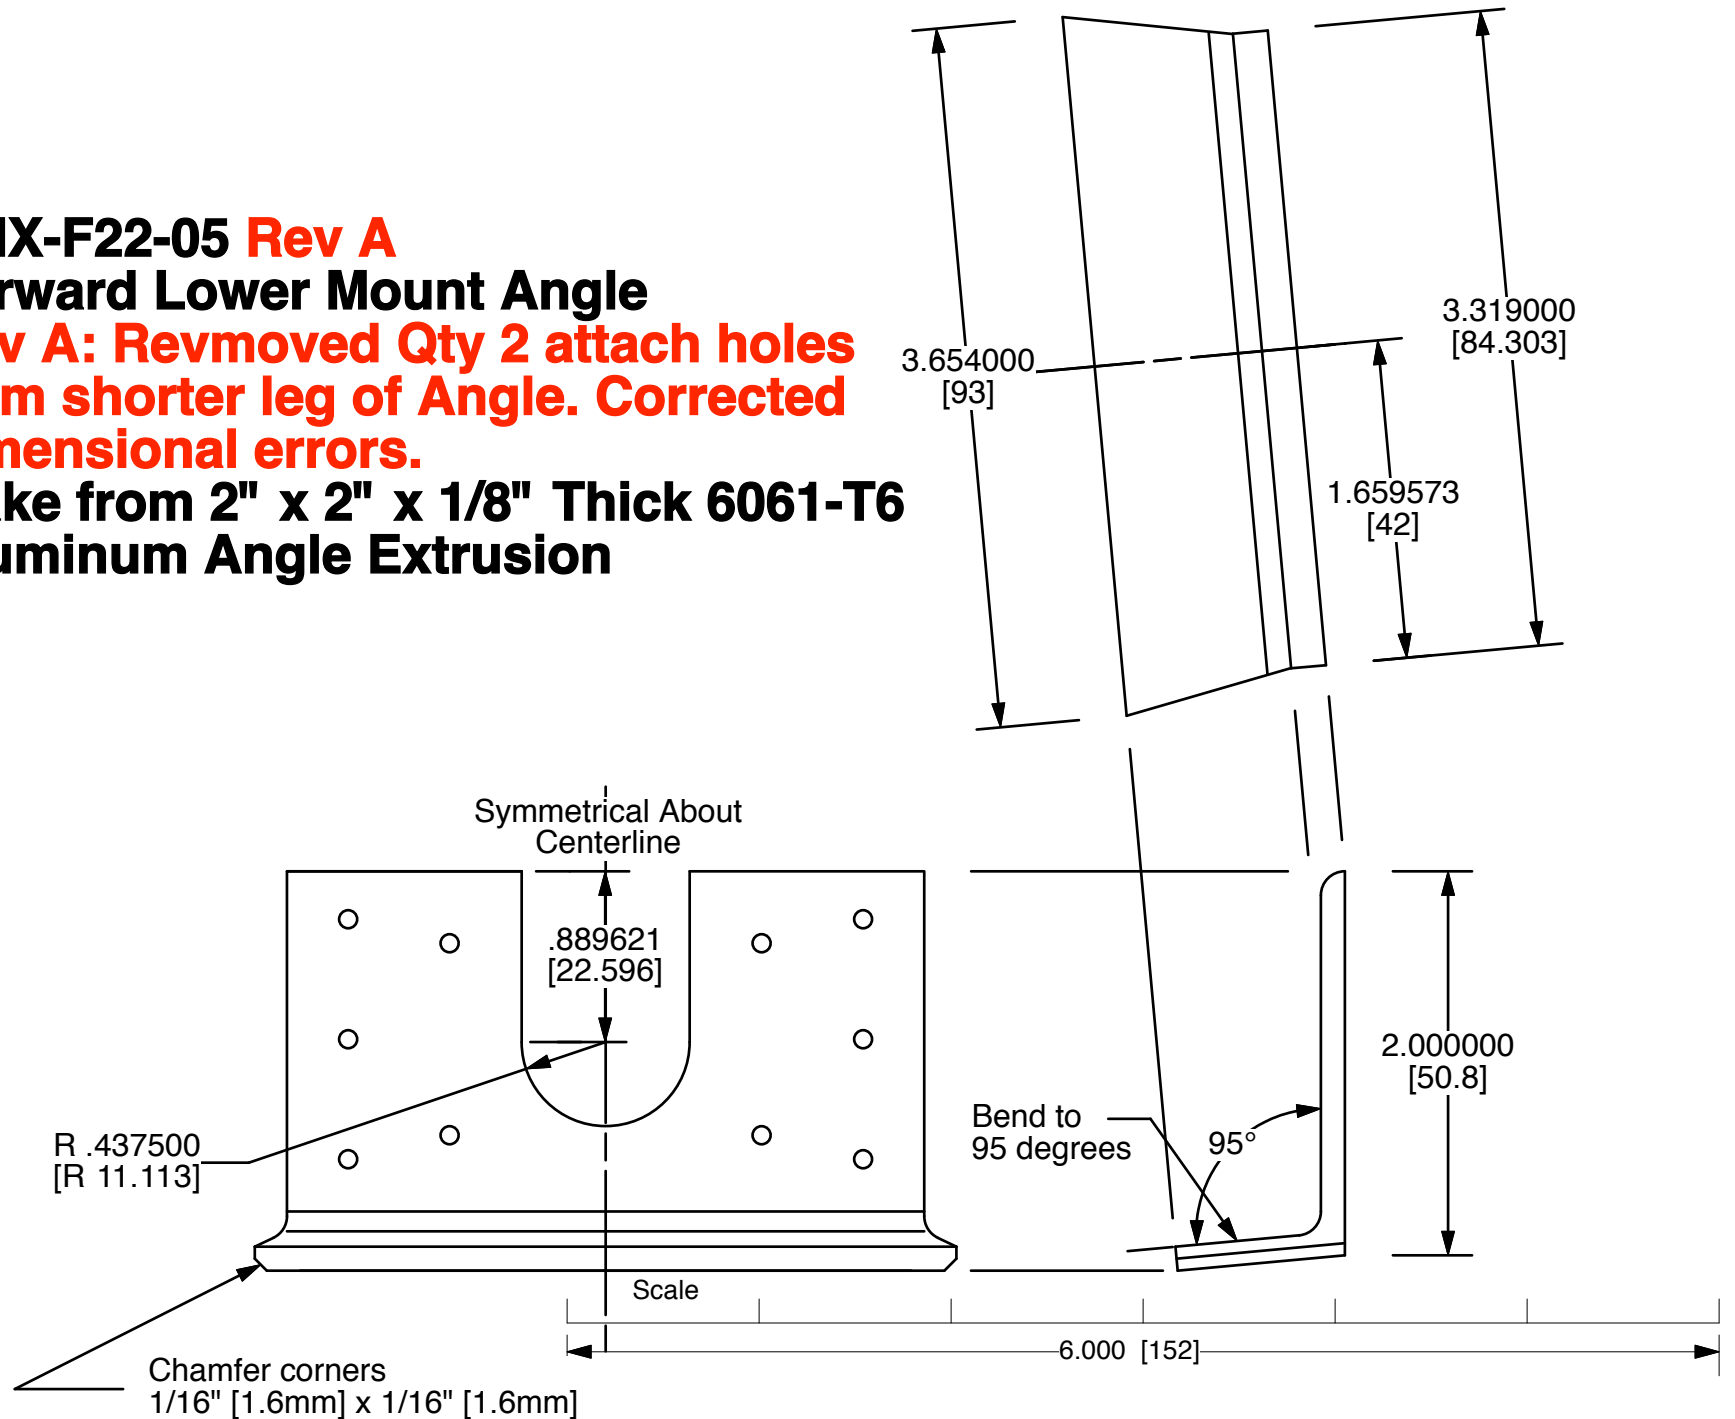 IX-F22-05 Rev A
rward Lower Mount Angle
v A: Revmoved Qty 2 attach holes
m shorter leg of Angle. Corrected
mensional errors.
ke from 2" x 2" x 1/8" Thick 6061-T6
uminum Angle Extrusion
3.654000
[93]
3.319000
[84.303]
1.659573
[42]
Symmetrical About
Centerline
.889621
[22.596]
R .437500
[R 11.113]
2.000000
[50.8]
Bend to
95 degrees
95°
Scale
6.000 [152]
Chamfer corners
1/16" [1.6mm] x 1/16" [1.6mm]